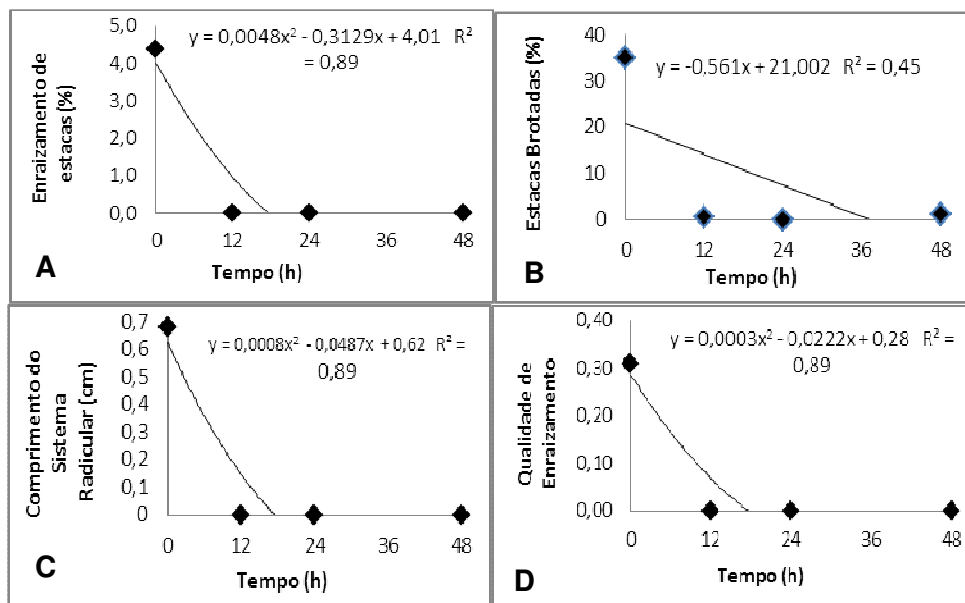 5,0
4,0
3,0
2,0
1,0
0,0
Enraizamento de
estacas (%)
y = 0,0048x² - 0,3129x + 4,01 R²
= 0,89
0 12 24 36 48
Tempo (h)
A
40
30
20
10
0
Estacas Brotadas (%)
y = -0,561x + 21,002 R² = 0,45
0 12 24 36 48
Tempo (h)
B
0,7
0,6
0,5
0,4
0,3
0,2
0,1
0
Comprimento do
Sistema
Radicular (cm)
y = 0,0008x² - 0,0487x + 0,62 R² =
0,89
0 12 24 36 48
Tempo (h)
C
0,40
0,30
0,20
0,10
0,00
Qualidade de
Enraizamento
y = 0,0003x² - 0,0222x + 0,28 R² =
0,89
0 12 24 36 48
Tempo (h)
D